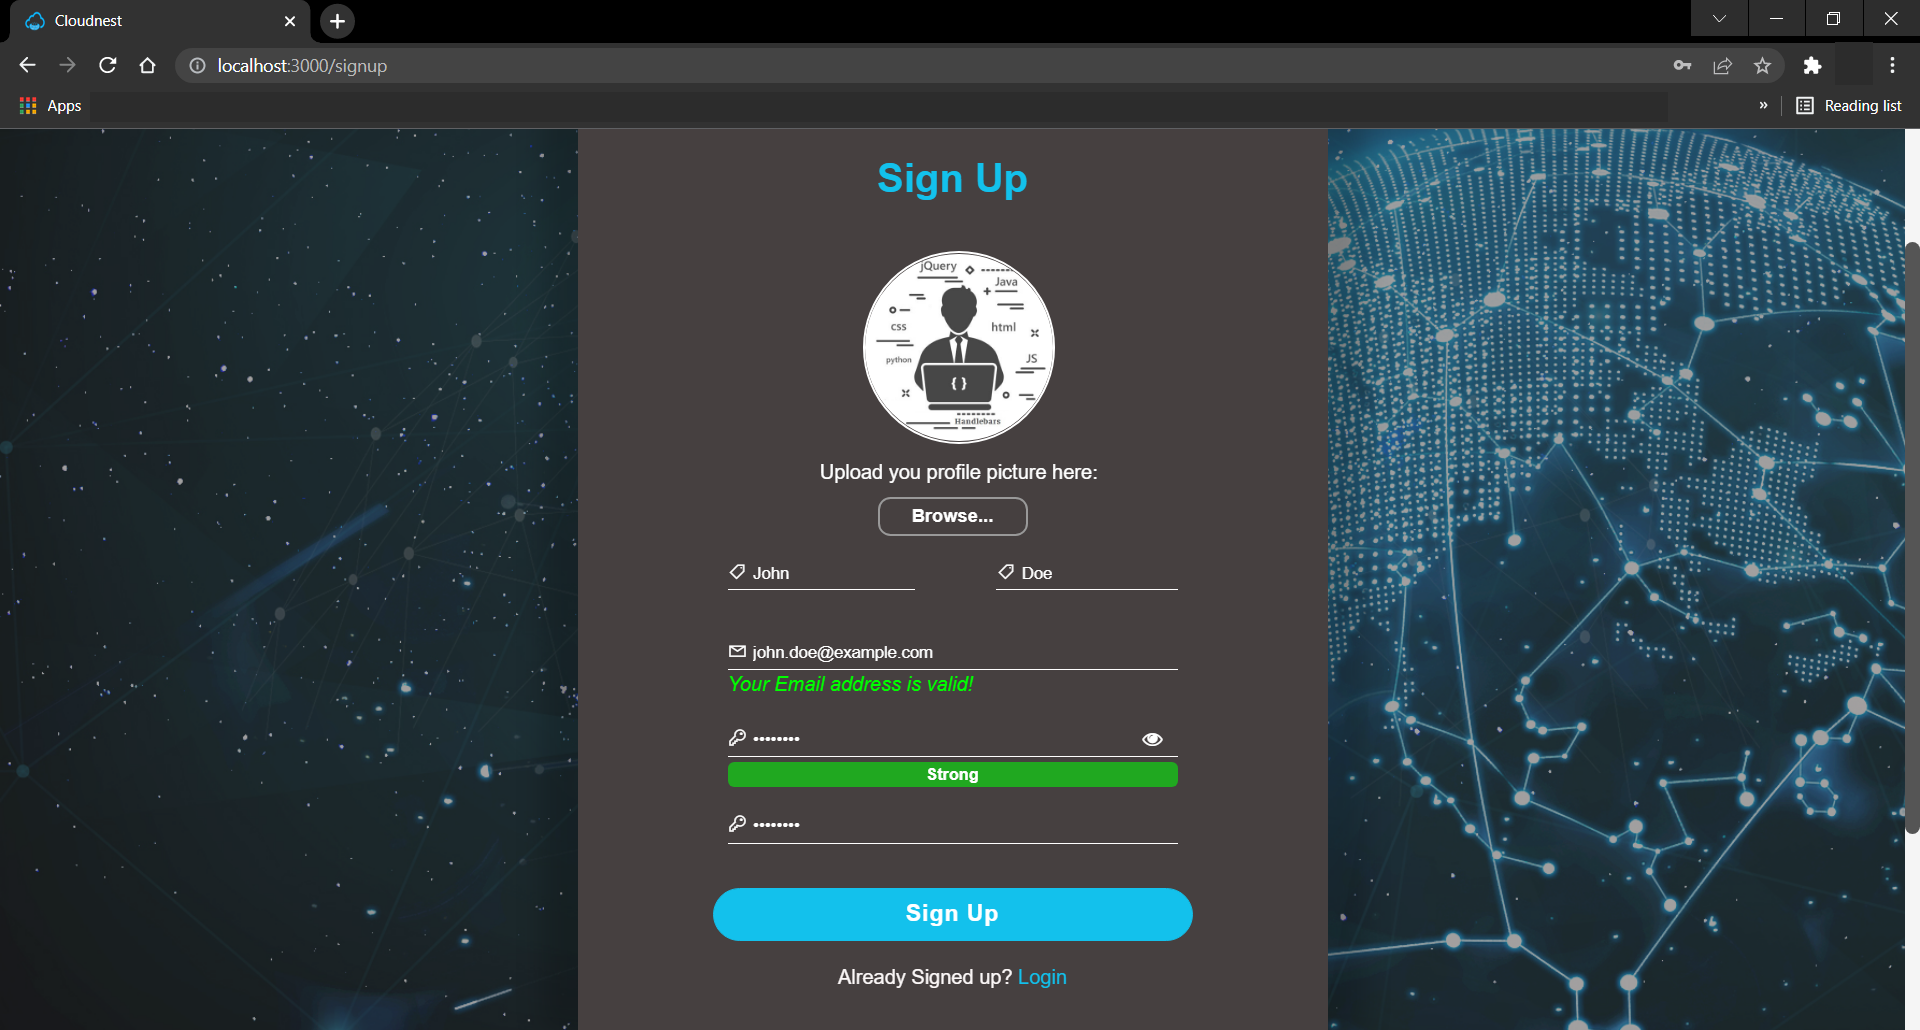 Cloudnest
localhost:3000/signup
Apps
»
Reading list
Sign Up
jQuery
Java
css
html
python
JS
{ }
Handlebars
Upload you profile picture here:
Browse...
John
Doe
john.doe@example.com
Your Email address is valid!
••••••••
Strong
••••••••
Sign Up
Already Signed up? Login